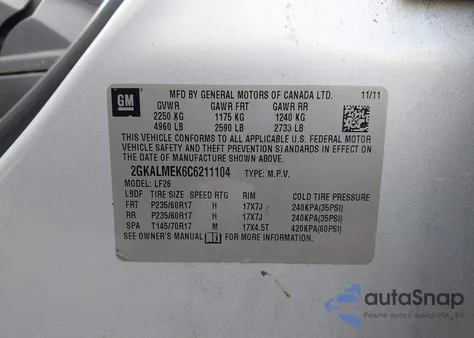 GM
MFD BY GENERAL MOTORS OF CANADA LTD. 11/11
GVWR GAWR FRT GAWR RR
2250 KG 1175 KG 1240 KG
4960 LB 2590 LB 2733 LB
THIS VEHICLE CONFORMS TO ALL APPLICABLE U.S. FEDERAL MOTOR
VEHICLE SAFETY AND THEFT PREVENTION STANDARDS IN EFFECT
ON THE DATE OF MANUFACTURE SHOWN ABOVE.
2GKALMEK6C6211104 TYPE: M.P.V.
MODEL: LF26
LBDF TIRE SIZE SPEED RTG RIM COLD TIRE PRESSURE
FRT P235/60R17 H 17X7J 240KPA(35PSI)
RR P235/60R17 H 17X7J 240KPA(35PSI)
SPA T145/70R17 M 17X4.5T 420KPA(60PSI)
SEE OWNER'S MANUAL FOR MORE INFORMATION.
autoSnap